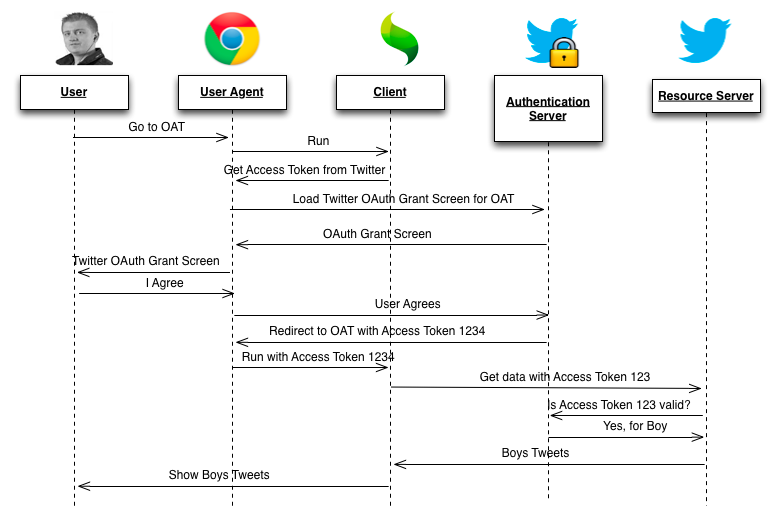 User
User Agent
Client
Authentication
Server
Resource Server
Go to OAT
Run
Get Access Token from Twitter
Load Twitter OAuth Grant Screen for OAT
OAuth Grant Screen
Twitter OAuth Grant Screen
I Agree
User Agrees
Redirect to OAT with Access Token 1234
Run with Access Token 1234
Get data with Access Token 123
Is Access Token 123 valid?
Yes, for Boy
Boys Tweets
Show Boys Tweets